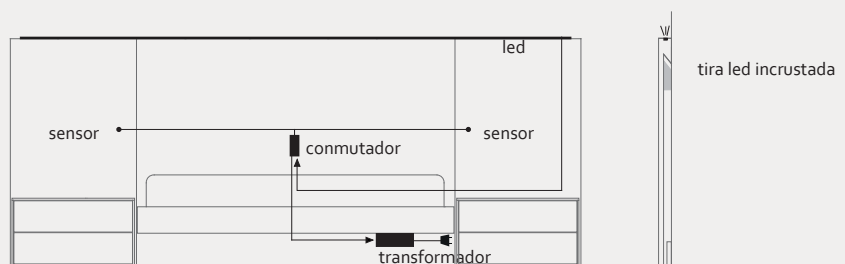 led
tira led incrustada
sensor
sensor
conmutador
transformador